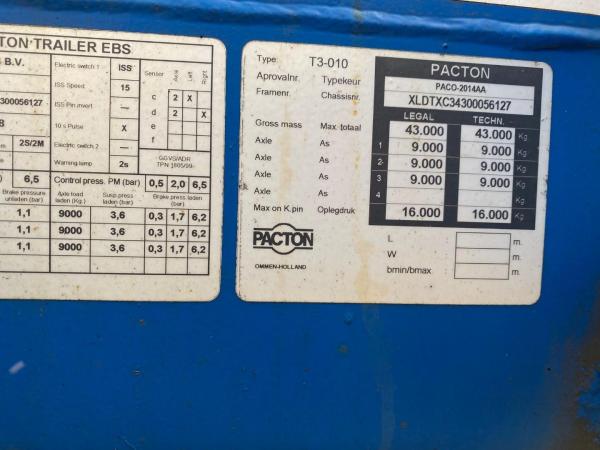 TON TRAILER EBS
B.V.
Electric switch 1 ISS
ISS Speed: 15
00056127
ISS Pin invert —
10 s Pulse X
2S/2M
Electric switch 2 —
Warning lamp 2s
Sensor Axle Left Right
c 2 X
d 2 X
e
f
GGVS/ADR
TPN 1805/99-
6,5 Control press. PM (bar) 0,5 2,0 6,5
Brake pressure unladen (bar) Axle load laden (Kg.) Susp.press laden (bar) Brake press. laden (bar)
1,1 9000 3,6 0,3 1,7 6,2
1,1 9000 3,6 0,3 1,7 6,2
1,1 9000 3,6 0,3 1,7 6,2
Type: T3-010
PACTON
Aprovalnr. Typekeur PACO-2014AA
Framenr. Chassisnr. XLDTXC34300056127
LEGAL TECHN.
Gross mass Max. totaal 43.000 43.000 Kg
Axle As 1 9.000 9.000 Kg
Axle As 2 9.000 9.000 Kg
Axle As 3 9.000 9.000 Kg
Axle As 4 Kg
Max on K.pin Oplegdruk 16.000 16.000 Kg
PACTON
OMMEN-HOLLAND
L m.
W m.
bmin/bmax m.